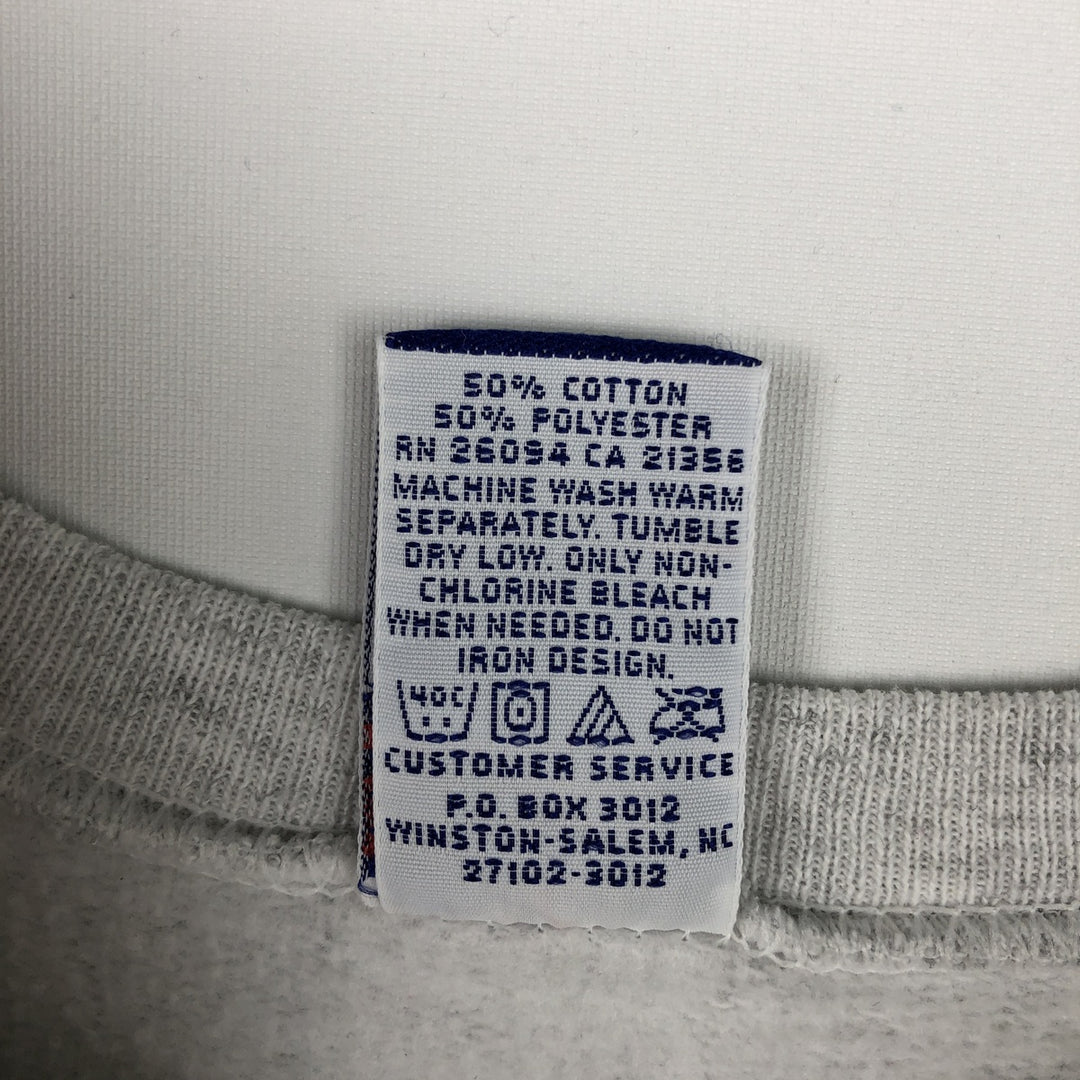 50% COTTON
50% POLYESTER
RN 26094 CA 21356
MACHINE WASH WARM
SEPARATELY. TUMBLE
DRY LOW. ONLY NON-
CHLORINE BLEACH
WHEN NEEDED. DO NOT
IRON DESIGN.
40C
CUSTOMER SERVICE
P.O. BOX 3012
WINSTON-SALEM, NC
27102-3012